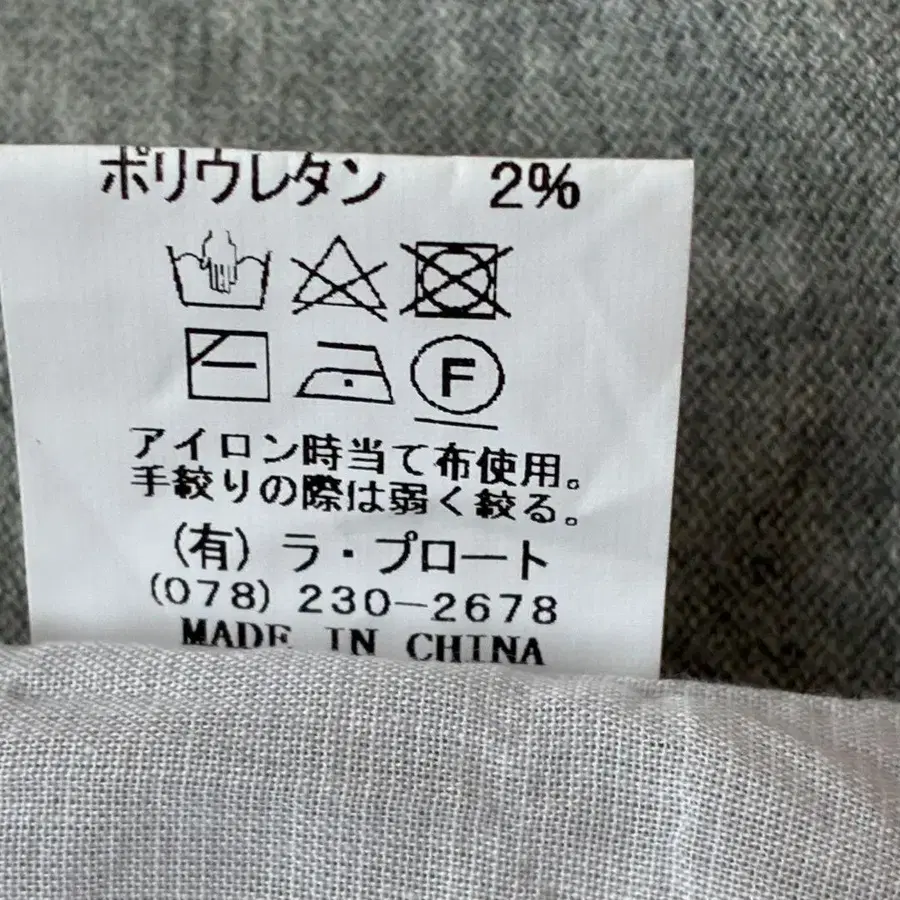 ポリウレタン 2%
F
アイロン時当て布使用。
手絞りの際は弱く絞る。
(有) ラ・プロート
(078) 230-2678
MADE IN CHINA